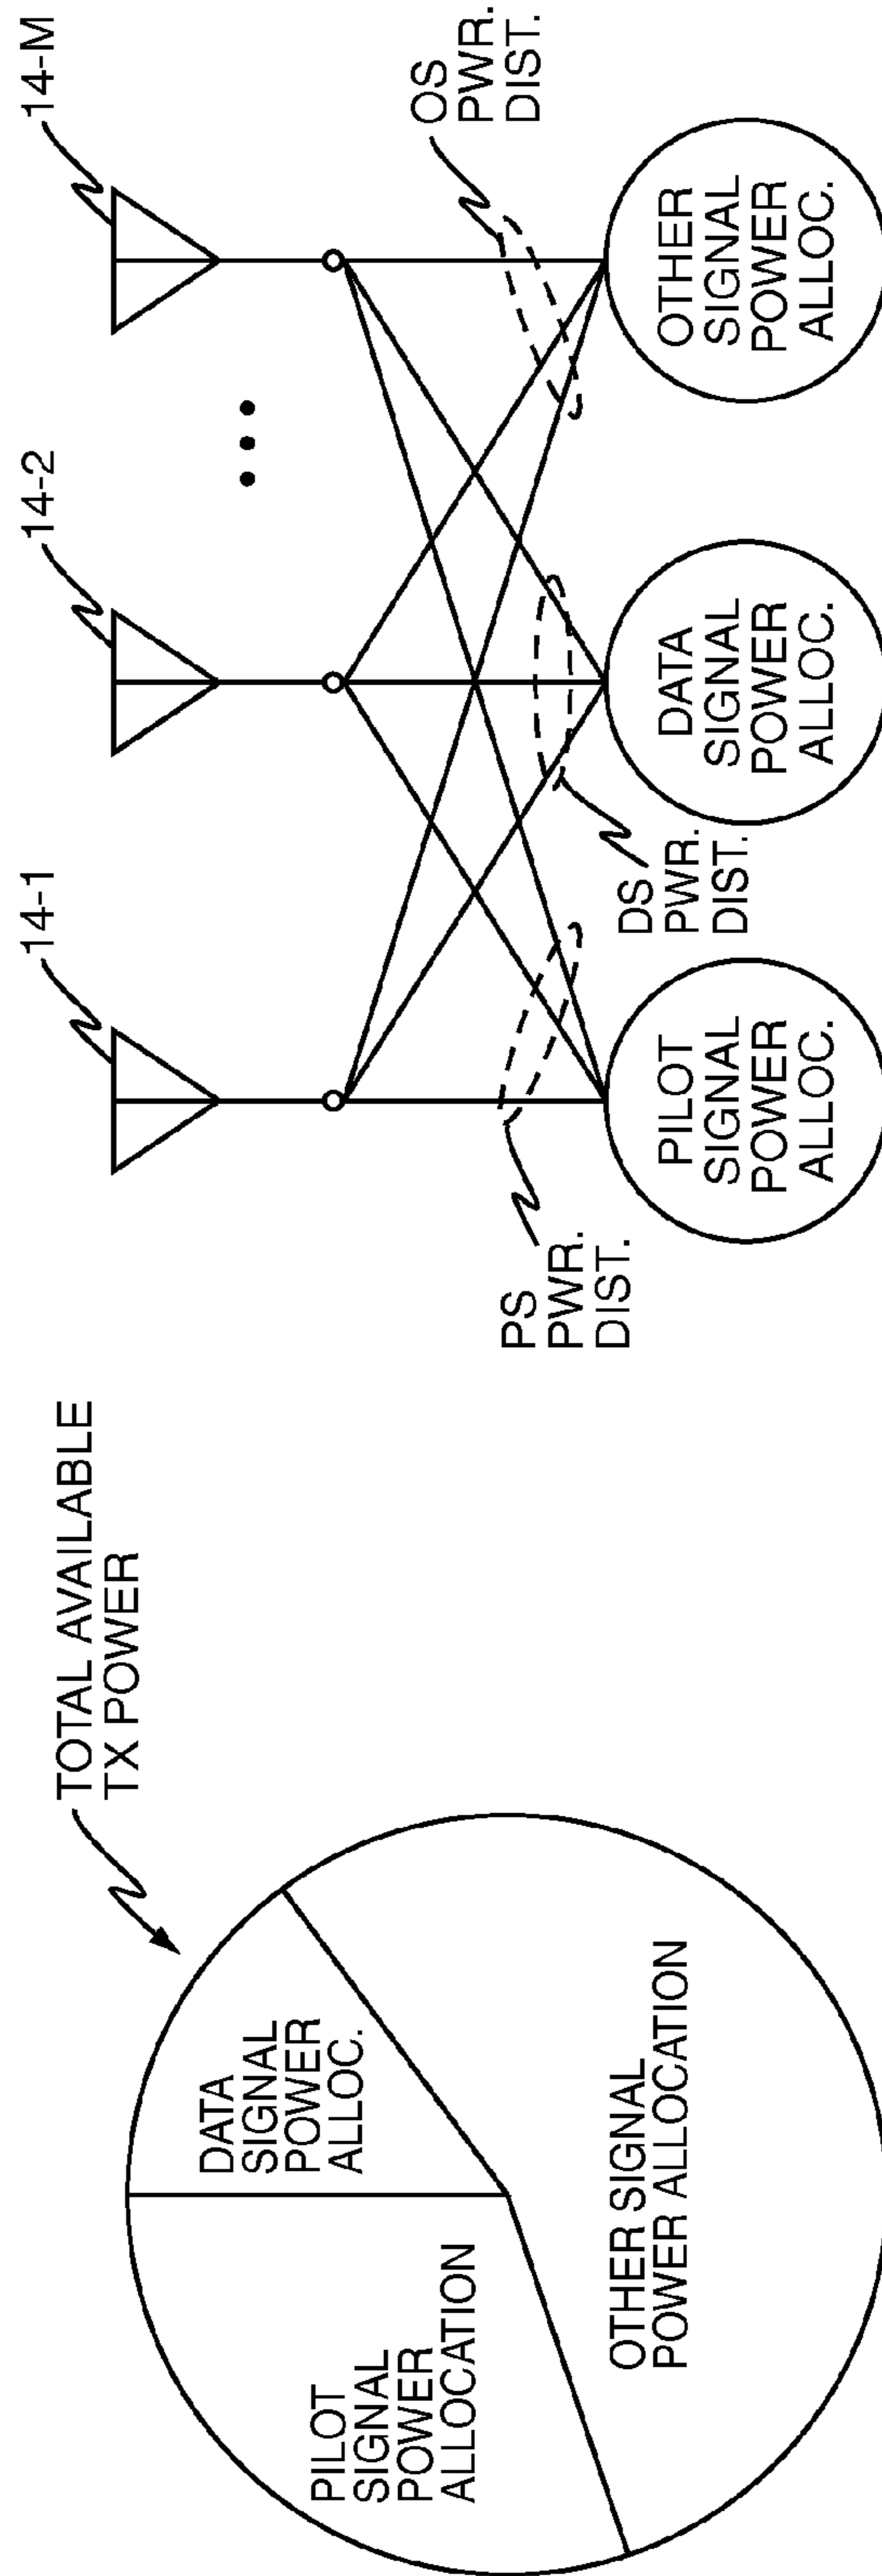 TOTAL AVAILABLE
TX POWER
DATA
SIGNAL
POWER
ALLOC.
PILOT
SIGNAL
POWER
ALLOCATION
OTHER SIGNAL
POWER ALLOCATION
14-1
14-2
14-M
PS
PWR.
DIST.
DS
PWR.
DIST.
OS
PWR.
DIST.
PILOT
SIGNAL
POWER
ALLOC.
DATA
SIGNAL
POWER
ALLOC.
OTHER
SIGNAL
POWER
ALLOC.